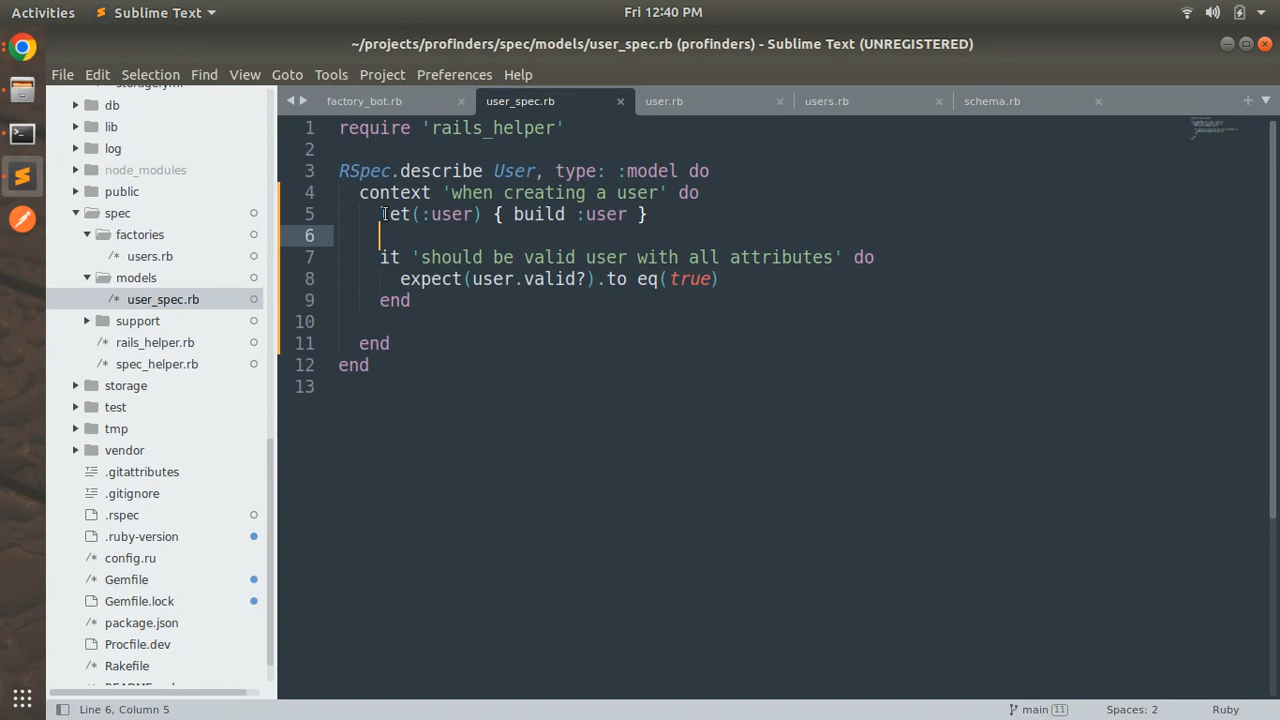 Activities
Sublime Text
Fri 12:40 PM
~/projects/profinders/spec/models/user_spec.rb (profinders) - Sublime Text (UNREGISTERED)
File Edit Selection Find View Goto Tools Project Preferences Help
storage.yml
db
lib
log
node_modules
public
spec
factories
users.rb
models
user_spec.rb
support
rails_helper.rb
spec_helper.rb
storage
test
tmp
vendor
.gitattributes
.gitignore
.rspec
.ruby-version
config.ru
Gemfile
Gemfile.lock
package.json
Procfile.dev
Rakefile
factory_bot.rb
user_spec.rb
user.rb
users.rb
schema.rb
1 require 'rails_helper'
2
3 RSpec.describe User, type: :model do
4 context 'when creating a user' do
5 let(:user) { build :user }
6
7 it 'should be valid user with all attributes' do
8 expect(user.valid?).to eq(true)
9 end
10
11 end
12 end
13
Line 6, Column 5
main 11
Spaces: 2
Ruby